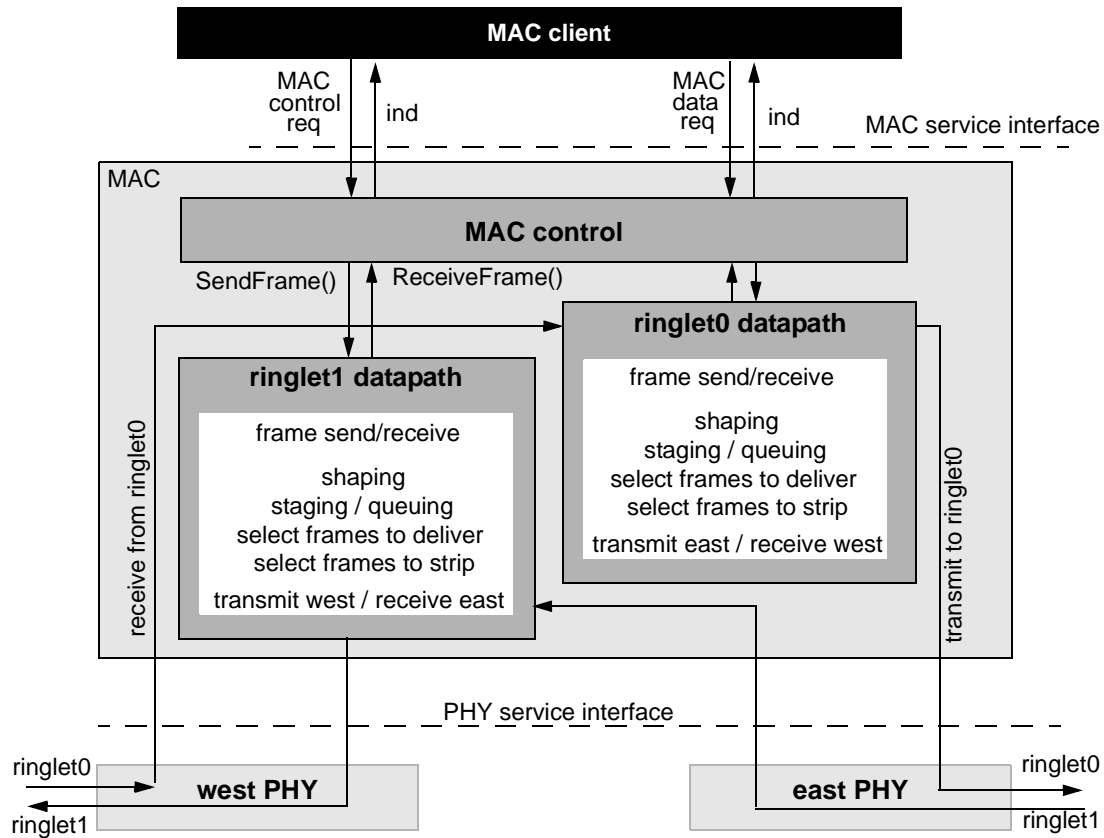 MAC client
MAC
control
req
ind
MAC
data
req
ind
MAC service interface
MAC
MAC control
SendFrame()
ReceiveFrame()
ringlet0 datapath
frame send/receive
shaping
staging / queuing
select frames to deliver
select frames to strip
transmit east / receive west
ringlet1 datapath
frame send/receive
shaping
staging / queuing
select frames to deliver
select frames to strip
transmit west / receive east
receive from ringlet0
transmit to ringlet0
PHY service interface
ringlet0
west PHY
ringlet1
east PHY
ringlet0
ringlet1